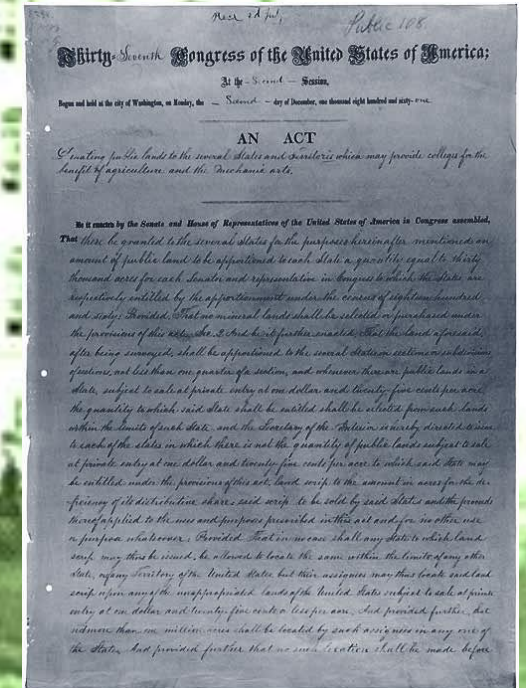 Public 108
Thirty-Seventh Congress of the United States of America;
At the Second Session,
Begun and held at the city of Washington, on Monday, the Second day of December, one thousand eight hundred and sixty-one
AN ACT
Donating public lands to the several States and Territories which may provide colleges for the
benefit of agriculture and the Mechanic arts.
Be it enacted by the Senate and House of Representatives of the United States of America in Congress assembled,
That there be granted to the several States for the purposes hereinafter mentioned an
amount of public land to be apportioned to each State a quantity equal to thirty
thousand acres for each Senator and representative in Congress to which the States are
respectively entitled by the apportionment under the census of eighteen hundred
and sixty: Provided, That no mineral lands shall be selected or purchased under
the provisions of this act. Sec. 2. And be it further enacted, That the land aforesaid,
after being surveyed, shall be apportioned to the several States in sections or subdivisions
of sections, not less than one quarter of a section, and whenever there are public lands in a
State, subject to sale at private entry at one dollar and twenty-five cents per acre,
the quantity to which said State shall be entitled shall be selected from such lands
within the limits of such State and the Secretary of the Interior is hereby directed to issue
to each of the states in which there is not the quantity of public lands subject to sale
at private entry at one dollar and twenty-five cents per acre to which said State may
be entitled under the provisions of this act, land scrip to the amount in acres for the de-
ficiency of its distributive share; said scrip to be sold by said States and the proceeds
thereof applied to the uses and purposes prescribed in this act and for no other use
or purpose whatsoever: Provided That in no case shall any State to which land
scrip may thus be issued, be allowed to locate the same within the limits of any other
State, or of any Territory of the United States but their assignees may thus locate said land
scrip upon any of the unappropriated lands of the United States subject to sale at private
entry at one dollar and twenty-five cents or less per acre. And provided further, that
not more than one million acres shall be located by such assignees in any one of
the States, And provided further that no such location shall be made before